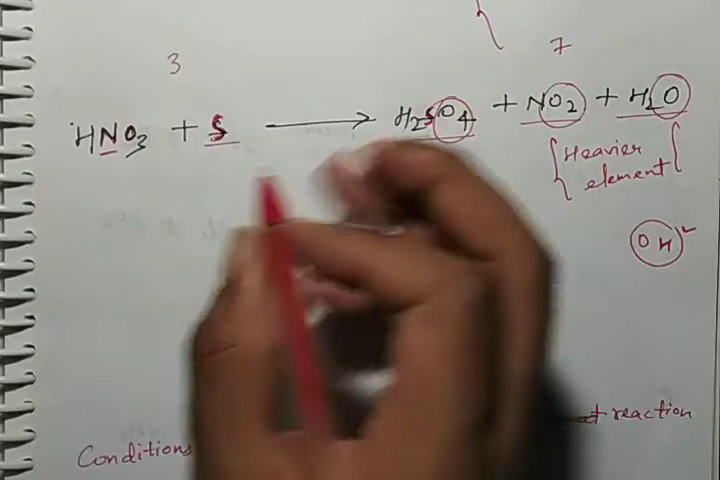 3 7
HNO3 + S ⟶ H2SO4 + NO2 + H2O
{ Heavier
element {
OH
Conditions
reaction